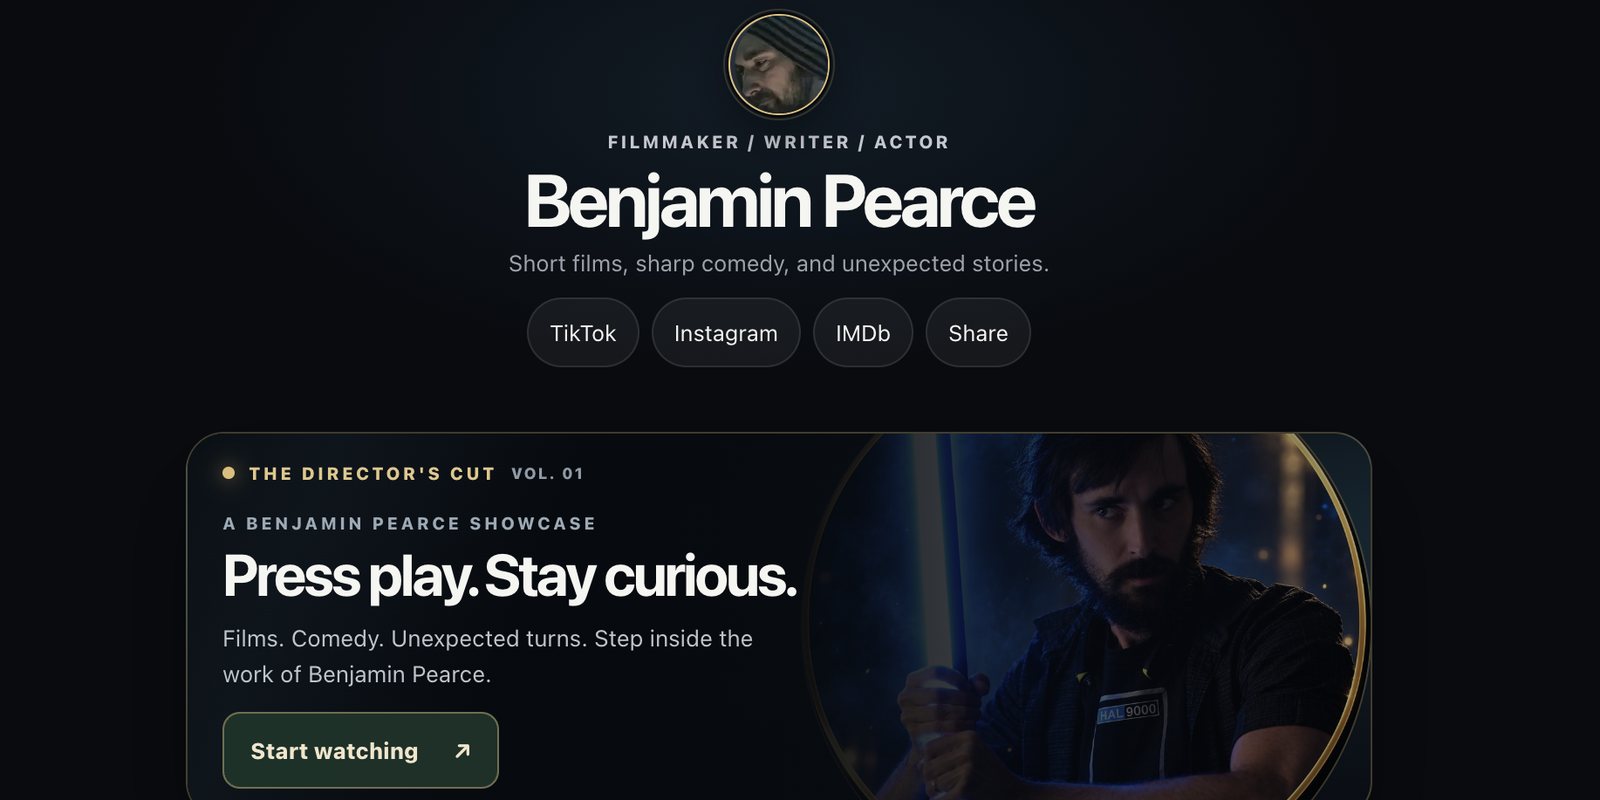 FILMMAKER / WRITER / ACTOR
Benjamin Pearce
Short films, sharp comedy, and unexpected stories.
TikTok
Instagram
IMDb
Share
THE DIRECTOR'S CUT VOL. 01
A BENJAMIN PEARCE SHOWCASE
Press play. Stay curious.
Films. Comedy. Unexpected turns. Step inside the
work of Benjamin Pearce.
Start watching
HAL 9000